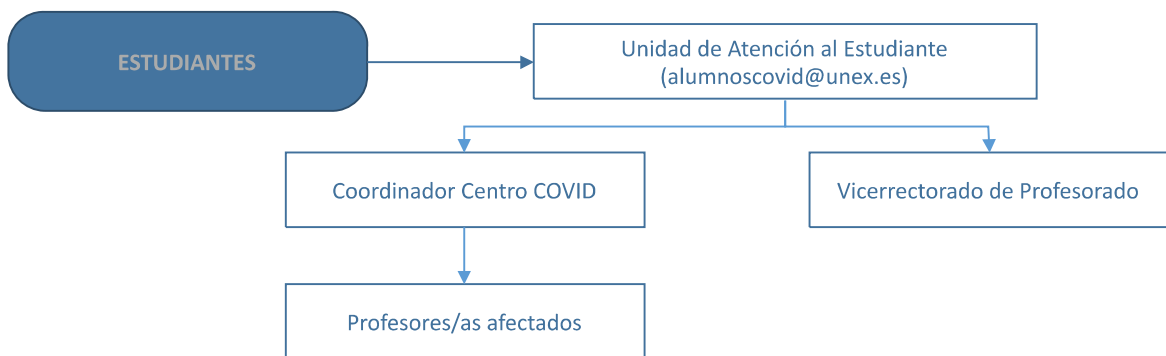 ESTUDIANTES
Unidad de Atención al Estudiante
(alumnoscovid@unex.es)
Coordinador Centro COVID
Vicerrectorado de Profesorado
Profesores/as afectados